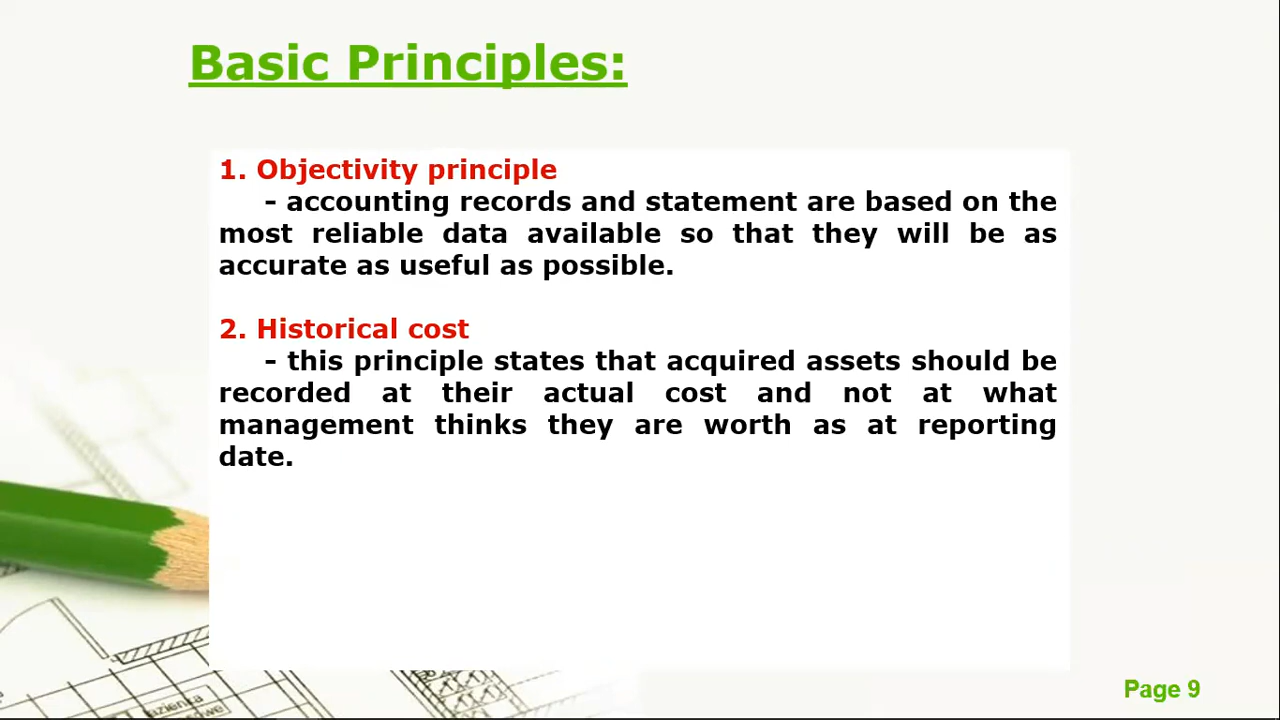 Basic Principles:
1. Objectivity principle
- accounting records and statement are based on the
most reliable data available so that they will be as
accurate as useful as possible.
2. Historical cost
- this principle states that acquired assets should be
recorded at their actual cost and not at what
management thinks they are worth as at reporting
date.
Page 9